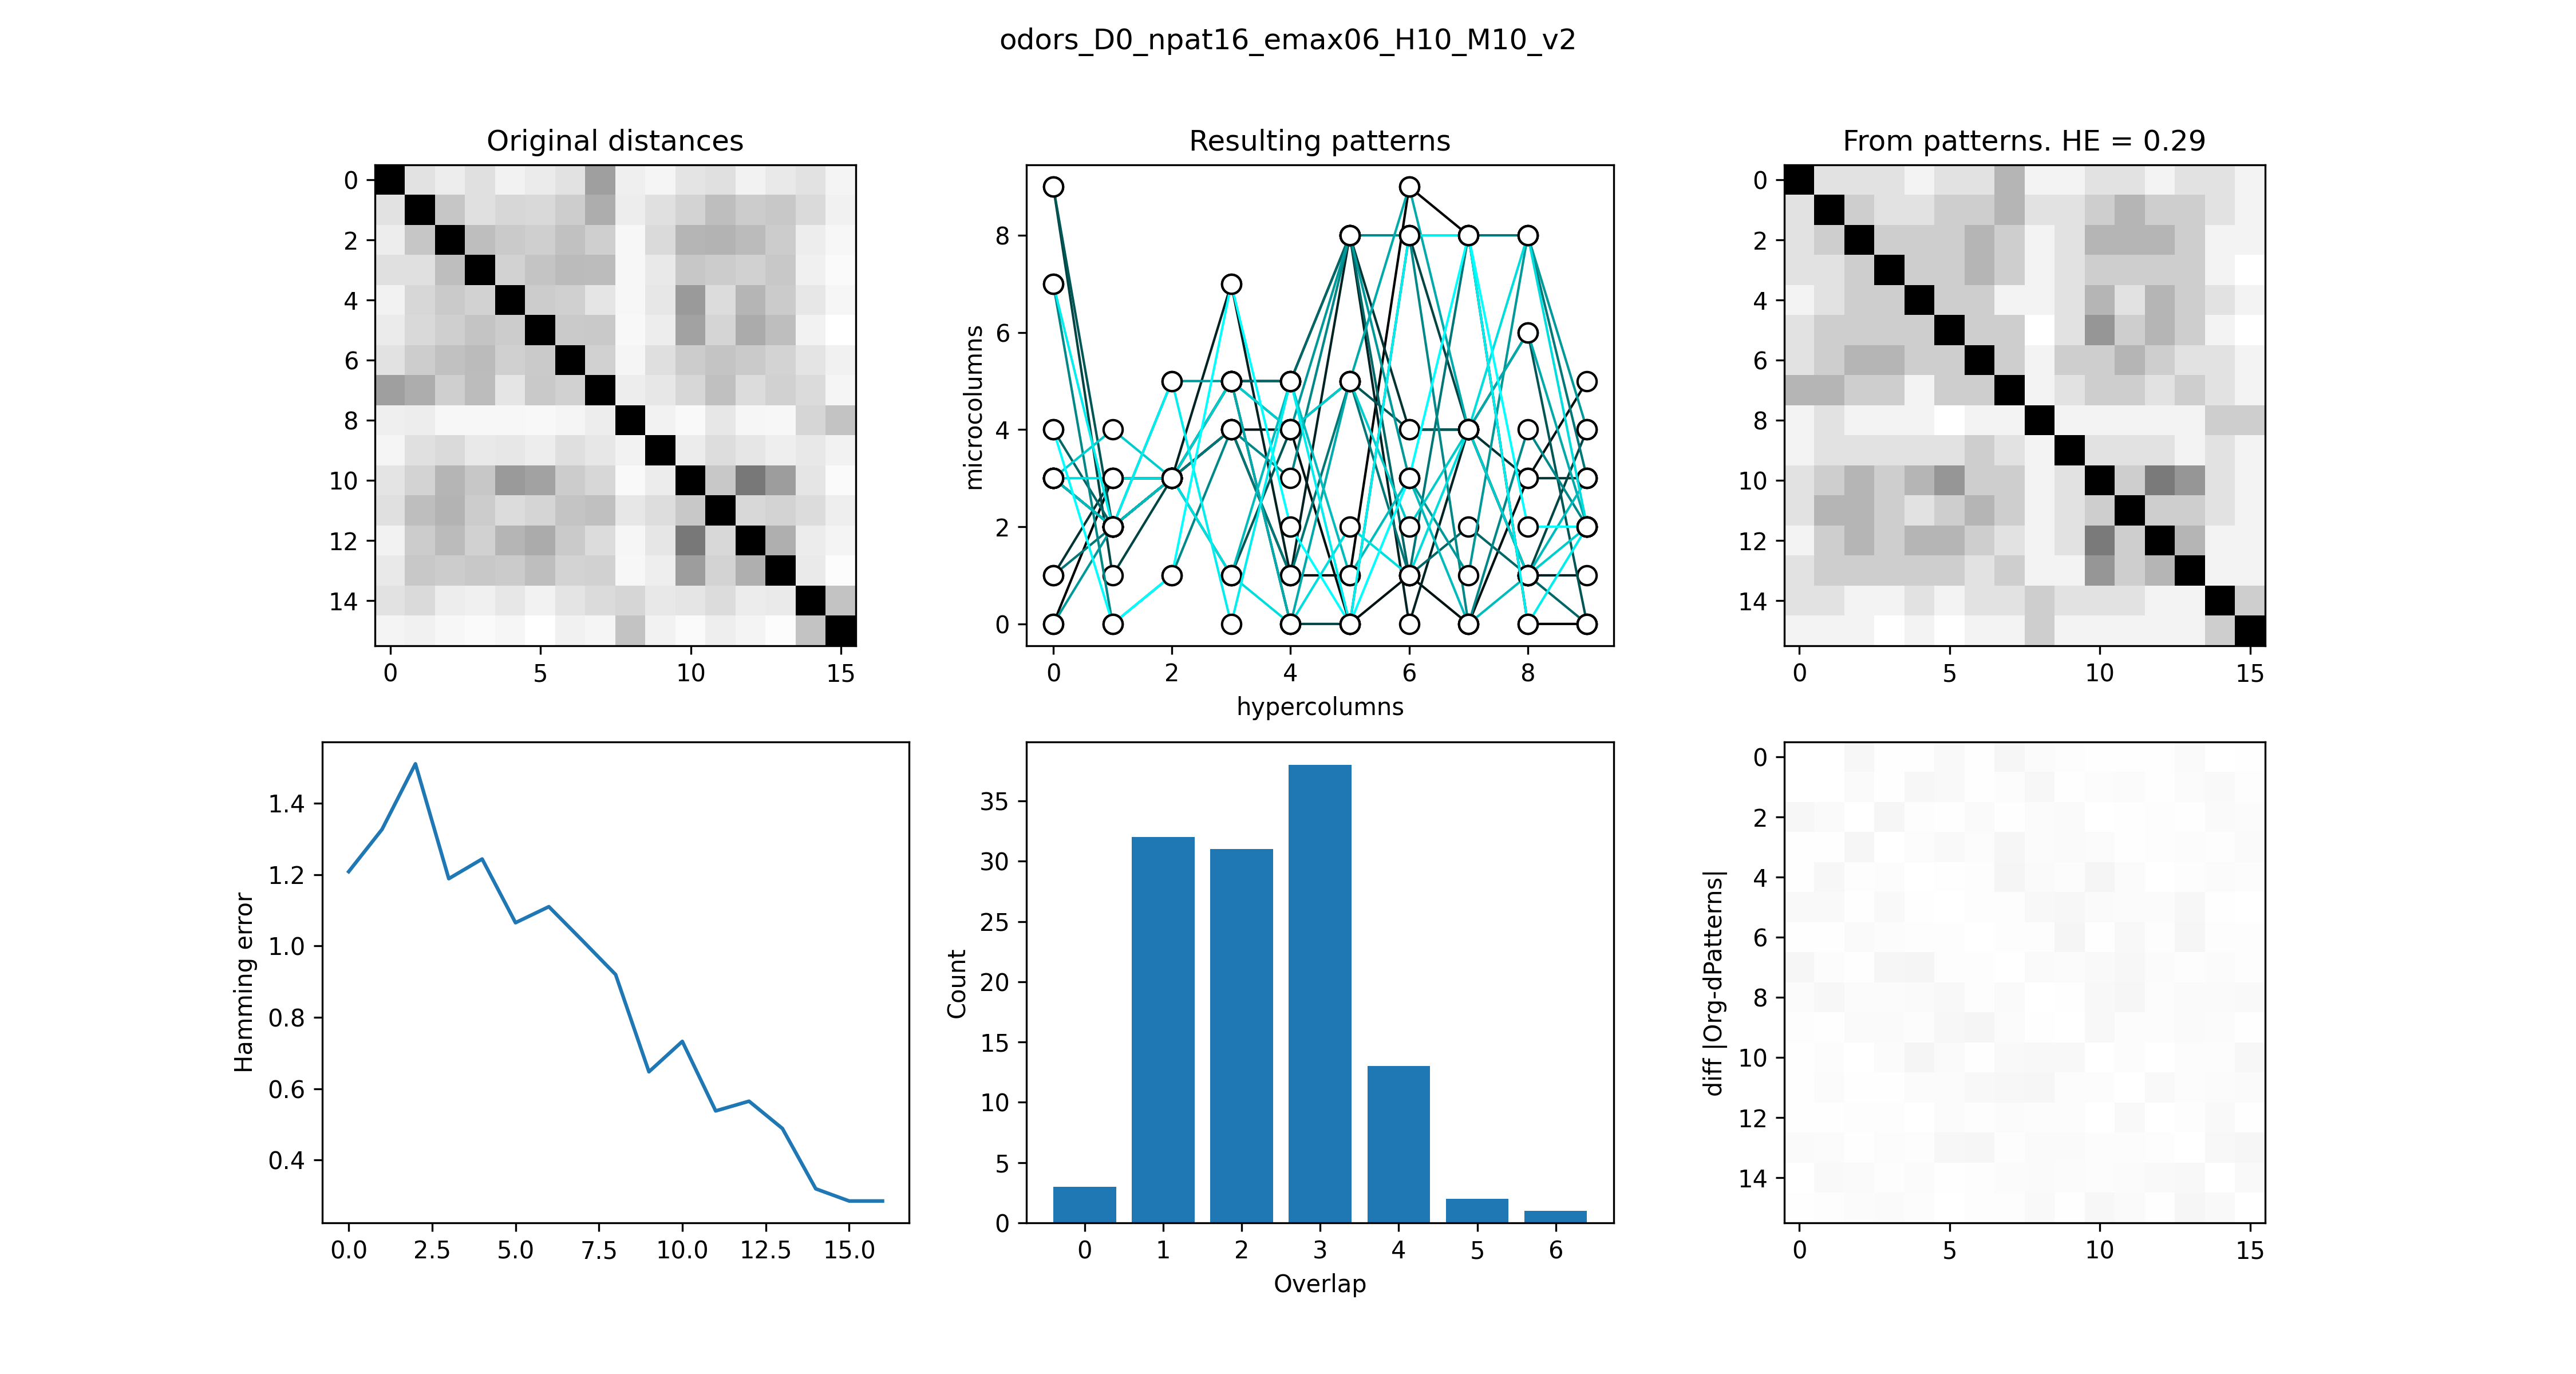 odors_D0_npat16_emax06_H10_M10_v2
Original distances
0
2
4
6
8
10
12
14
0 5 10 15
Resulting patterns
microcolumns
8
6
4
2
0
0 2 4 6 8
hypercolumns
From patterns. HE = 0.29
0
2
4
6
8
10
12
14
0 5 10 15
Hamming error
1.4
1.2
1.0
0.8
0.6
0.4
0.0 2.5 5.0 7.5 10.0 12.5 15.0
Count
35
30
25
20
15
10
5
0
0 1 2 3 4 5 6
Overlap
diff |Org-dPatterns|
0
2
4
6
8
10
12
14
0 5 10 15